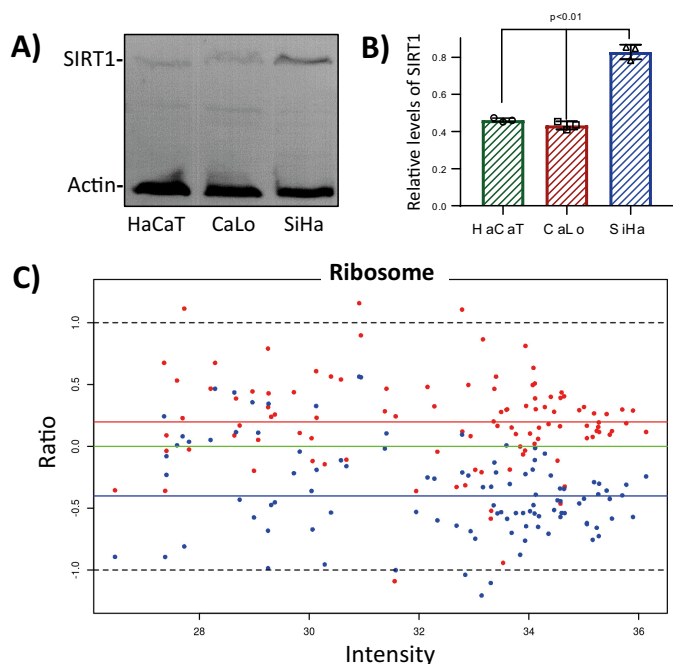 A)
SIRT1-
Actin-
HaCaT CaLo SiHa
B)
p<0.01
Relative levels of SIRT1
0.8
0.6
0.4
0.2
0.0
HaCaT CaLo SiHa
C)
Ribosome
Ratio
1.0
0.5
0.0
-0.5
-1.0
28 30 32 34 36
Intensity